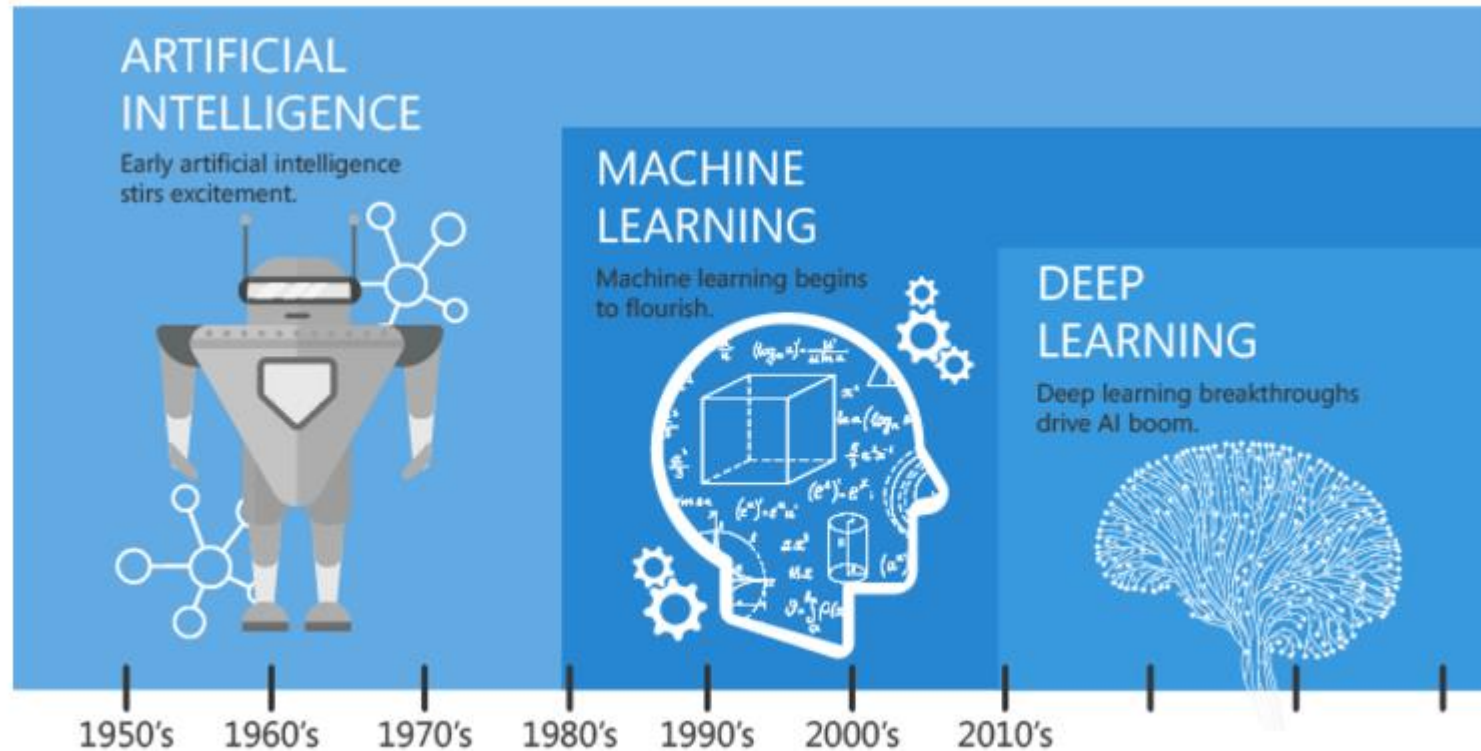 ARTIFICIAL
INTELLIGENCE
Early artificial intelligence
stirs excitement.
MACHINE
LEARNING
Machine learning begins
to flourish.
DEEP
LEARNING
Deep learning breakthroughs
drive AI boom.
1950's 1960's 1970's 1980's 1990's 2000's 2010's